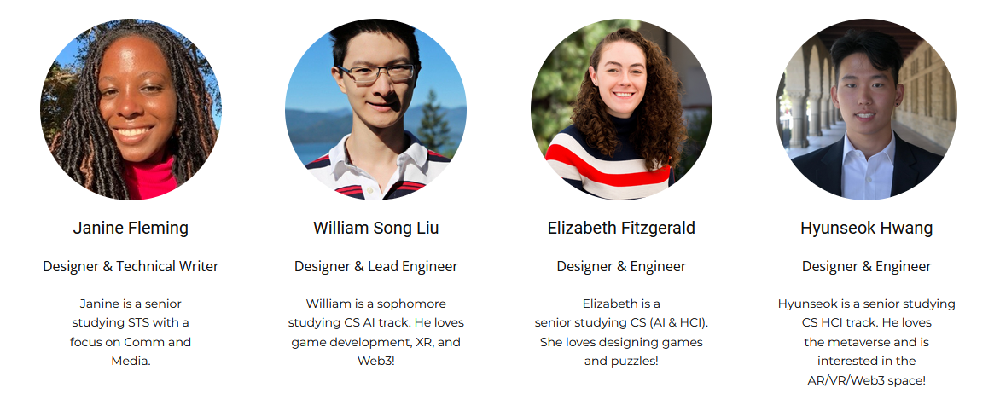 Janine Fleming
Designer & Technical Writer
Janine is a senior
studying STS with a
focus on Comm and
Media.
William Song Liu
Designer & Lead Engineer
William is a sophomore
studying CS AI track. He loves
game development, XR, and
Web3!
Elizabeth Fitzgerald
Designer & Engineer
Elizabeth is a
senior studying CS (AI & HCI).
She loves designing games
and puzzles!
Hyunseok Hwang
Designer & Engineer
Hyunseok is a senior studying
CS HCI track. He loves
the metaverse and is
interested in the
AR/VR/Web3 space!